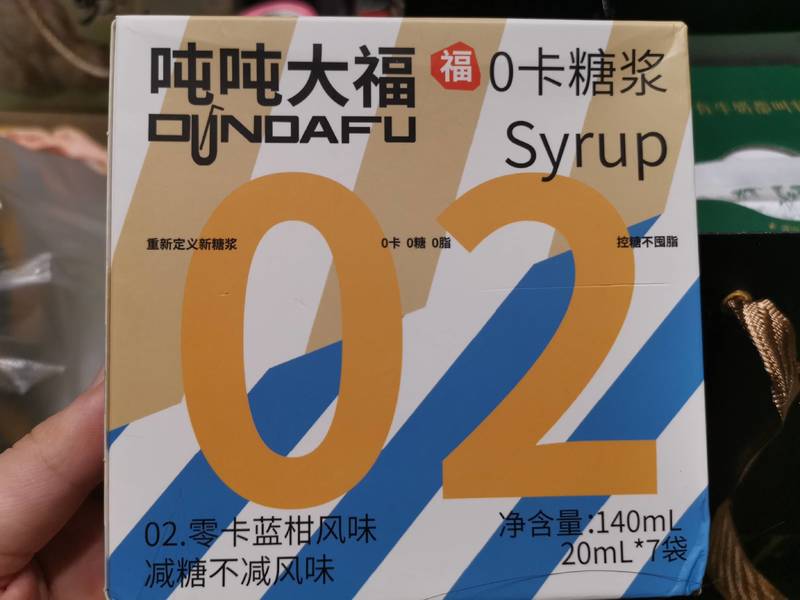 吨吨大福 福 0卡糖浆
DUNDAFU
Syrup
02
重新定义新糖浆 0卡 0糖 0脂 控糖不囤脂
02.零卡蓝柑风味
减糖不减风味
净含量:140mL
20mL*7袋